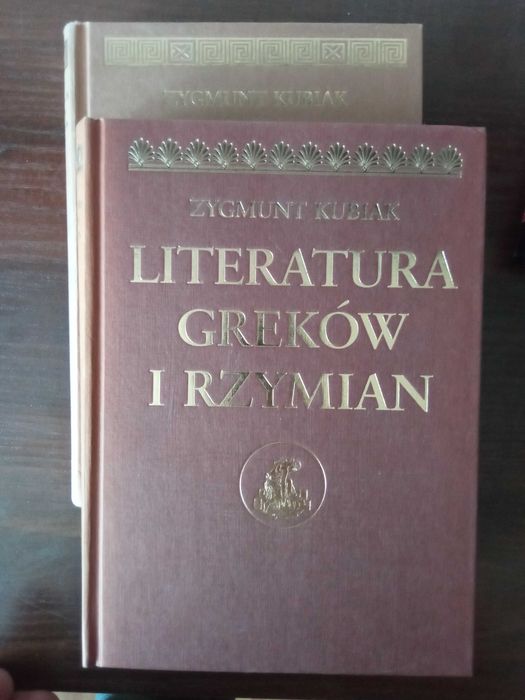 ZYGMUNT KUBIAK
ZYGMUNT KUBIAK
LITERATURA
GREKÓW
I RZYMIAN